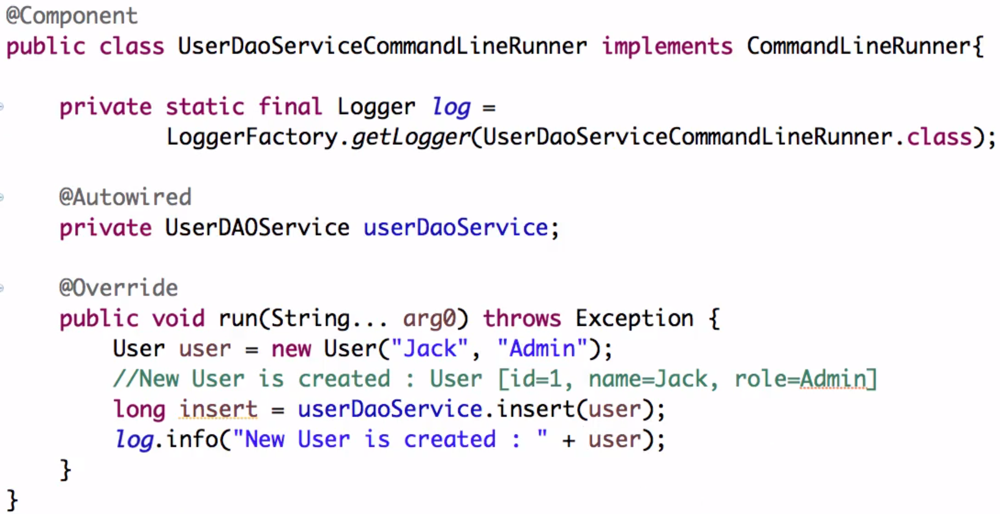 @Component
public class UserDaoServiceCommandLineRunner implements CommandLineRunner{
private static final Logger log =
LoggerFactory.getLogger(UserDaoServiceCommandLineRunner.class);
@Autowired
private UserDAOService userDaoService;
@Override
public void run(String... arg0) throws Exception {
User user = new User("Jack", "Admin");
//New User is created : User [id=1, name=Jack, role=Admin]
long insert = userDaoService.insert(user);
log.info("New User is created : " + user);
}
}